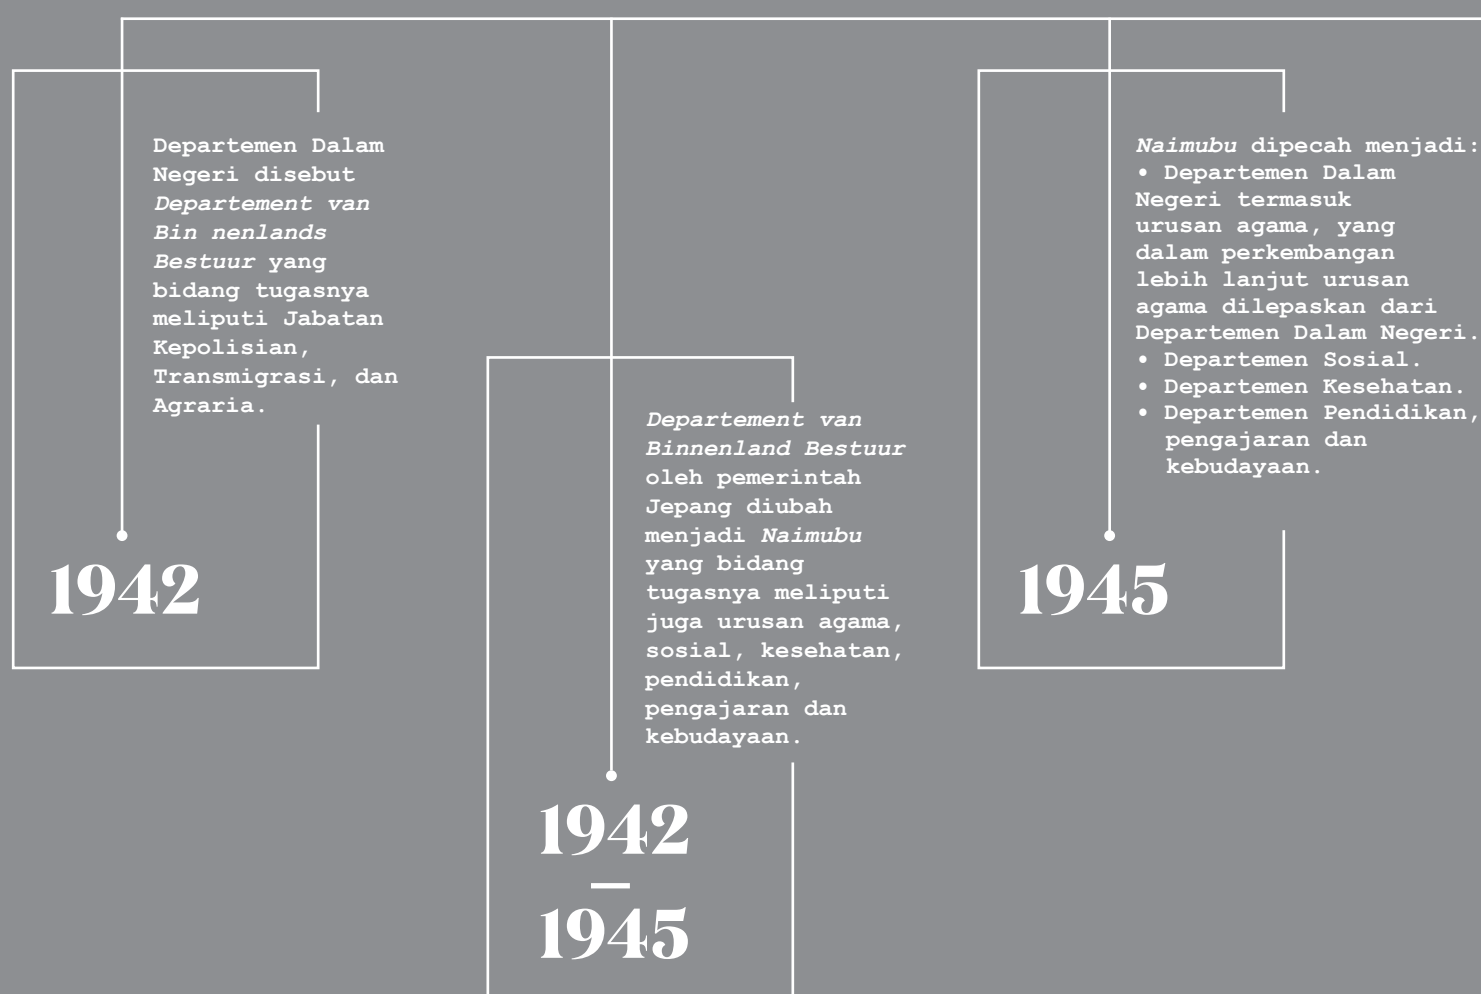 Departemen Dalam
Negeri disebut
Departement van
Bin nenlands
Bestuur yang
bidang tugasnya
meliputi Jabatan
Kepolisian,
Transmigrasi, dan
Agraria.
1942
Departement van
Binnenland Bestuur
oleh pemerintah
Jepang diubah
menjadi Naimubu
yang bidang
tugasnya meliputi
juga urusan agama,
sosial, kesehatan,
pendidikan,
pengajaran dan
kebudayaan.
1942
—
1945
Naimubu dipecah menjadi:
• Departemen Dalam
Negeri termasuk
urusan agama, yang
dalam perkembangan
lebih lanjut urusan
agama dilepaskan dari
Departemen Dalam Negeri.
• Departemen Sosial.
• Departemen Kesehatan.
• Departemen Pendidikan,
pengajaran dan
kebudayaan.
1945